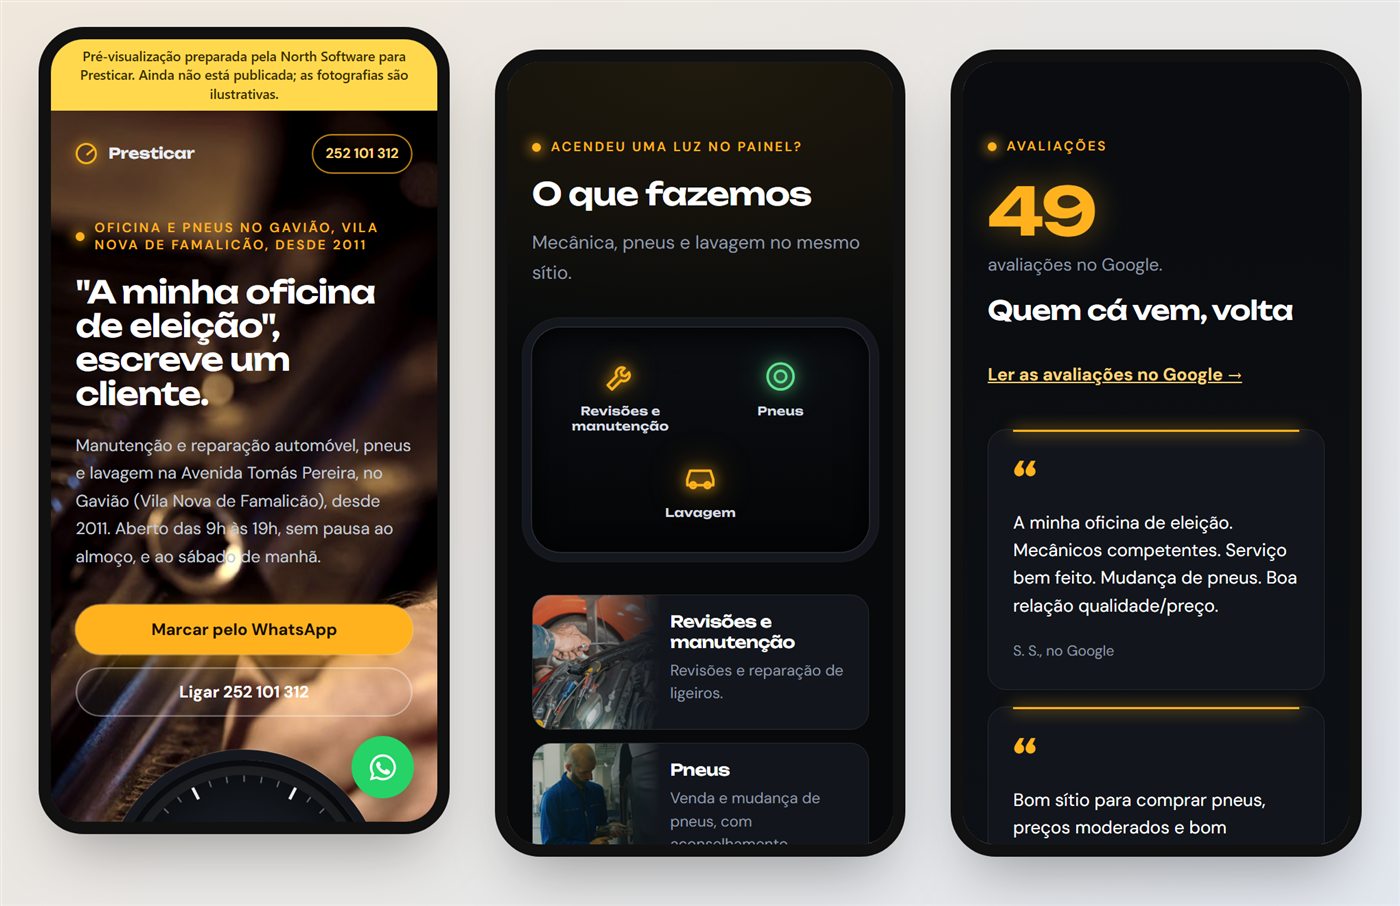 Pré-visualização preparada pela North Software para
Presticar. Ainda não está publicada; as fotografias são
ilustrativas.
Presticar
252 101 312
OFICINA E PNEUS NO GAVIÃO, VILA
NOVA DE FAMALICÃO, DESDE 2011
"A minha oficina
de eleição",
escreve um
cliente.
Manutenção e reparação automóvel, pneus
e lavagem na Avenida Tomás Pereira, no
Gavião (Vila Nova de Famalicão), desde
2011. Aberto das 9h às 19h, sem pausa ao
almoço, e ao sábado de manhã.
Marcar pelo WhatsApp
Ligar 252 101 312
ACENDEU UMA LUZ NO PAINEL?
O que fazemos
Mecânica, pneus e lavagem no mesmo
sítio.
Revisões e
manutenção
Pneus
Lavagem
Revisões e
manutenção
Revisões e reparação de
ligeiros.
Pneus
Venda e mudança de
pneus, com
aconselhamento
AVALIAÇÕES
49
avaliações no Google.
Quem cá vem, volta
Ler as avaliações no Google →
“
A minha oficina de eleição.
Mecânicos competentes. Serviço
bem feito. Mudança de pneus. Boa
relação qualidade/preço.
S. S., no Google
“
Bom sítio para comprar pneus,
preços moderados e bom